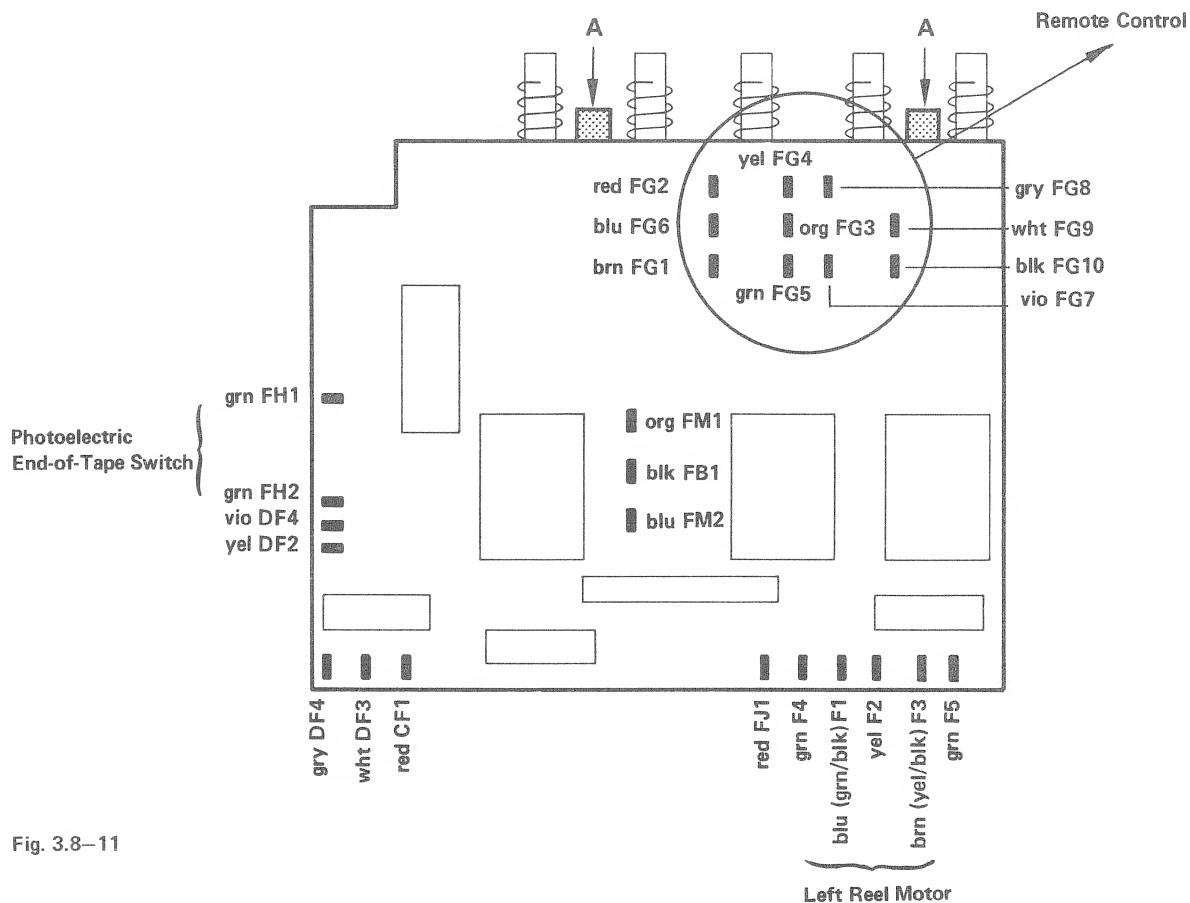 Remote Control
A
A
yel FG4
red FG2
gry FG8
blu FG6
org FG3
wht FG9
brn FG1
blk FG10
grn FG5
vio FG7
grn FH1
Photoelectric
End-of-Tape Switch
grn FH2
vio DF4
yel DF2
org FM1
blk FB1
blu FM2
gry DF4
wht DF3
red CF1
red FJ1
grn F4
blu (grn/blk) F1
yel F2
brn (yel/blk) F3
grn F5
Fig. 3.8–11
Left Reel Motor